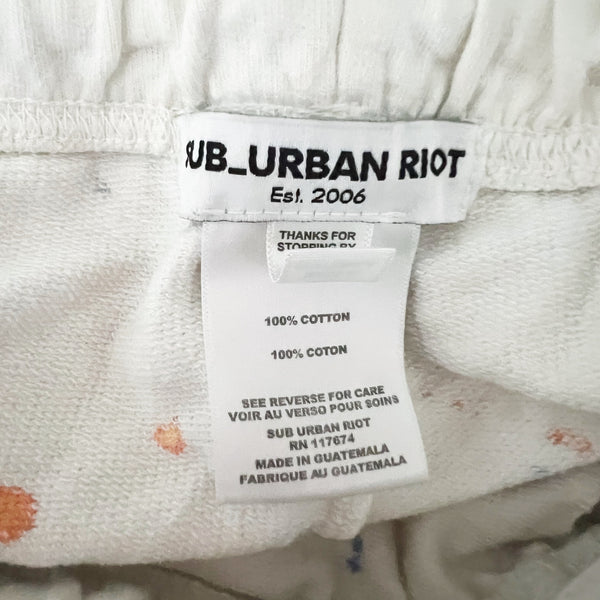 SUB_URBAN RIOT
Est. 2006
THANKS FOR
STOPPING BY
100% COTTON
100% COTON
SEE REVERSE FOR CARE
VOIR AU VERSO POUR SOINS
SUB URBAN RIOT
RN 117674
MADE IN GUATEMALA
FABRIQUE AU GUATEMALA